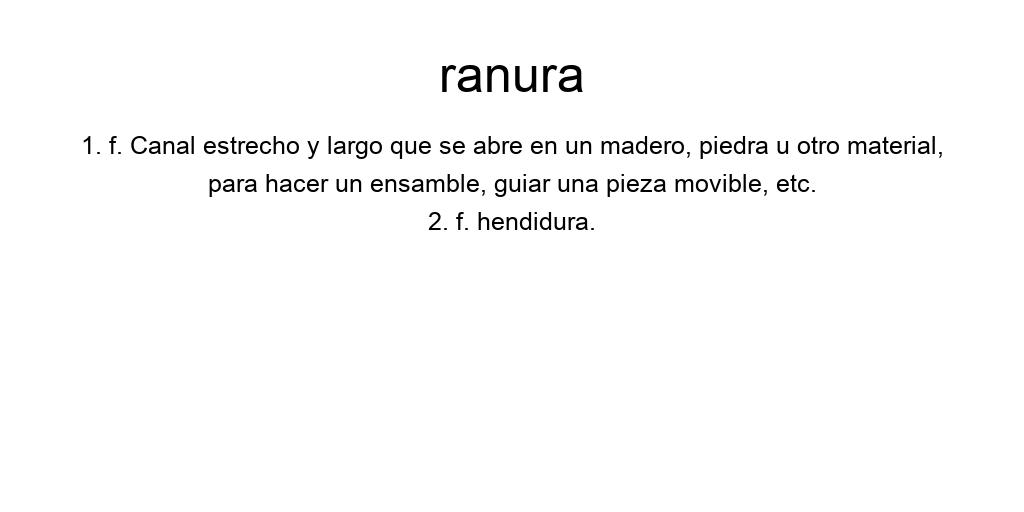 ranura
1. f. Canal estrecho y largo que se abre en un madero, piedra u otro material,
para hacer un ensamble, guiar una pieza movible, etc.
2. f. hendidura.